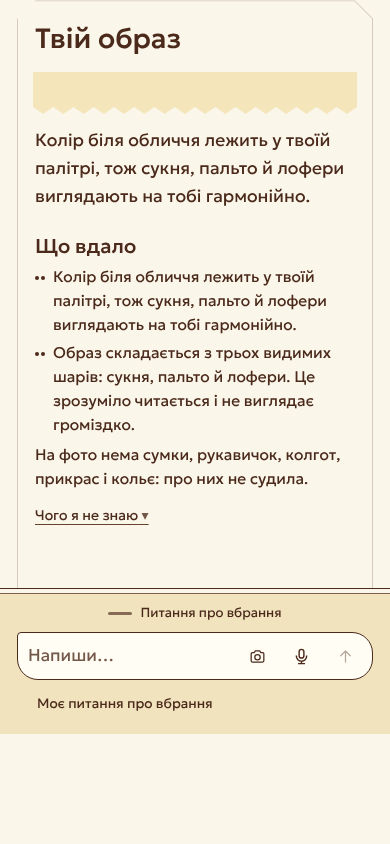 Твій образ
Колір біля обличчя лежить у твоїй
палітрі, тож сукня, пальто й лофери
виглядають на тобі гармонійно.
Що вдало
•• Колір біля обличчя лежить у твоїй
палітрі, тож сукня, пальто й лофери
виглядають на тобі гармонійно.
•• Образ складається з трьох видимих
шарів: сукня, пальто й лофери. Це
зрозуміло читається і не виглядає
громіздко.
На фото нема сумки, рукавичок, колгот,
прикрас і кольє: про них не судила.
Чого я не знаю ▾
Питання про вбрання
Напиши...
Моє питання про вбрання